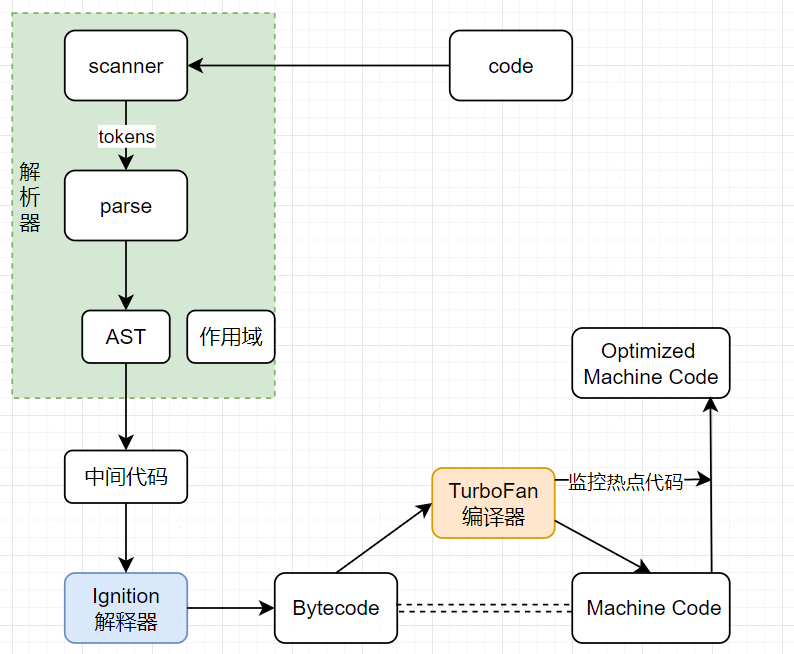 scanner
code
tokens
解
析
器
parse
AST
作用域
Optimized
Machine Code
中间代码
TurboFan
编译器
监控热点代码
Ignition
解释器
Bytecode
Machine Code